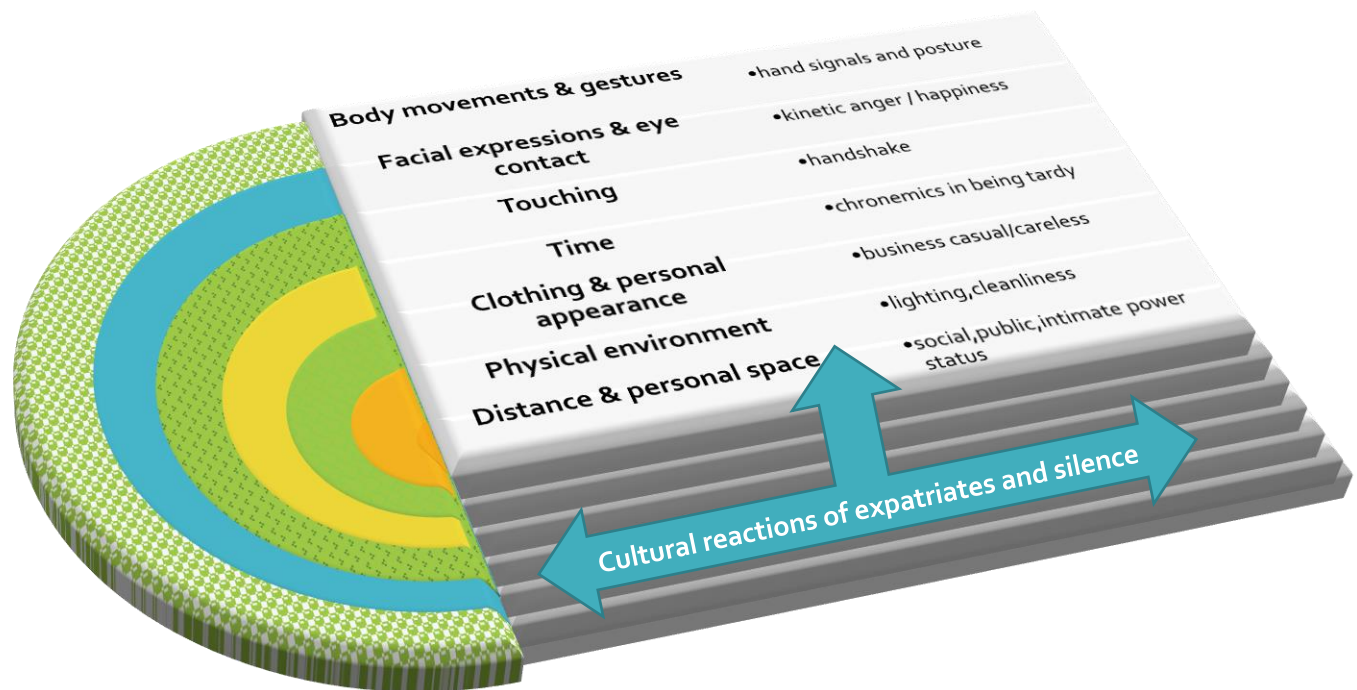 Body movements & gestures
•hand signals and posture
Facial expressions & eye
contact
•kinetic anger / happiness
Touching
•handshake
Time
•chronemics in being tardy
Clothing & personal
appearance
•business casual/careless
Physical environment
•lighting,cleanliness
Distance & personal space
•social,public,intimate power
status
Cultural reactions of expatriates and silence